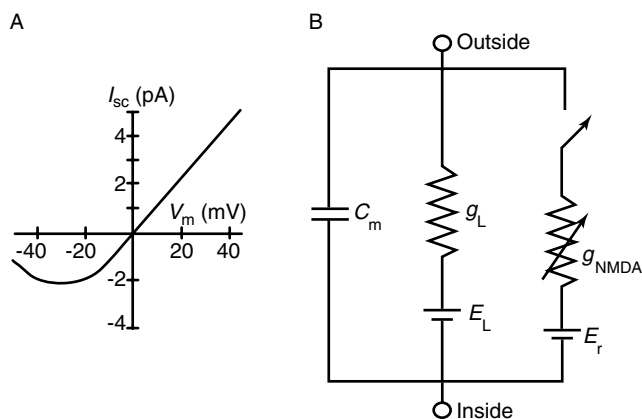 A
I_sc (pA)
4
2
V_m (mV)
-40 -20 20 40
-2
-4
B
Outside
C_m
g_L
g_NMDA
E_L
E_r
Inside